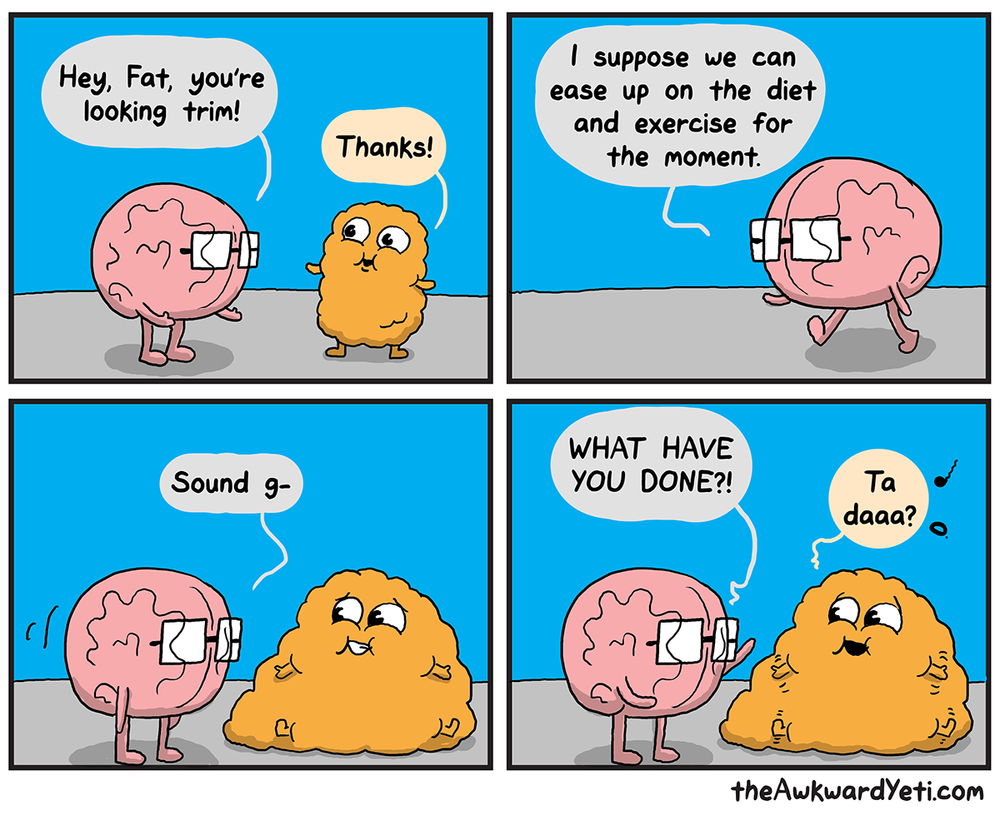 Hey, Fat, you're
looking trim!
Thanks!
I suppose we can
ease up on the diet
and exercise for
the moment.
Sound g-
WHAT HAVE
YOU DONE?!
Ta
daaa?
theAwkwardYeti.com